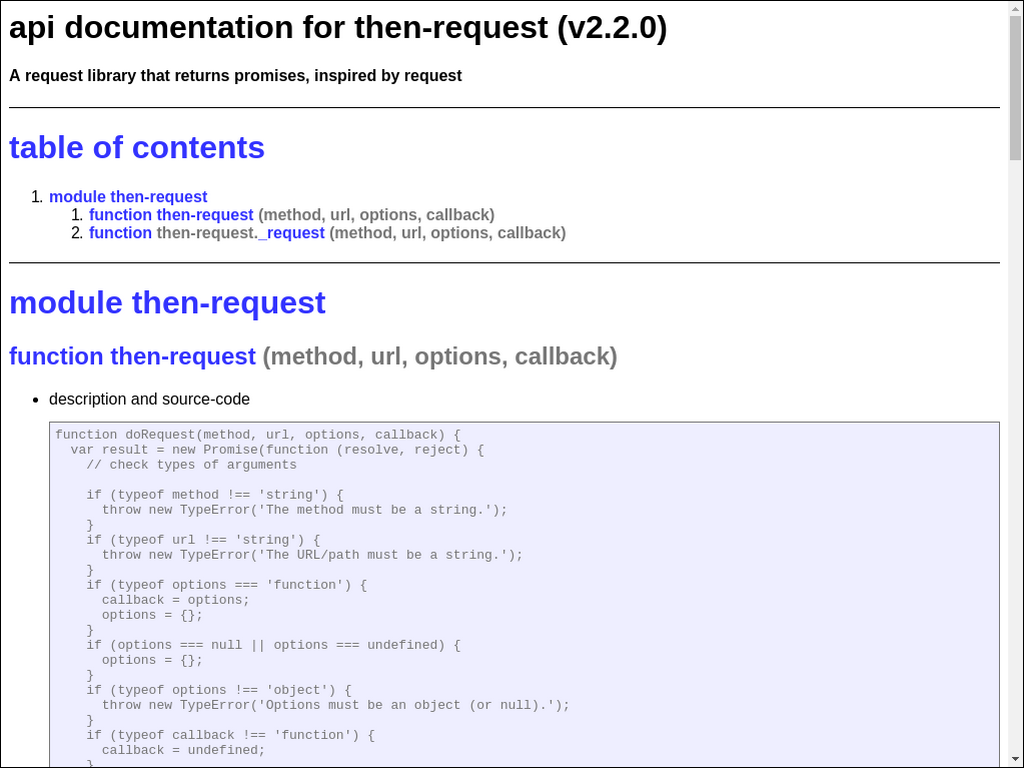 api documentation for then-request (v2.2.0)
A request library that returns promises, inspired by request
table of contents
1. module then-request
1. function then-request (method, url, options, callback)
2. function then-request._request (method, url, options, callback)
module then-request
function then-request (method, url, options, callback)
• description and source-code
function doRequest(method, url, options, callback) {
  var result = new Promise(function (resolve, reject) {
    // check types of arguments

    if (typeof method !== 'string') {
      throw new TypeError('The method must be a string.');
    }
    if (typeof url !== 'string') {
      throw new TypeError('The URL/path must be a string.');
    }
    if (typeof options === 'function') {
      callback = options;
      options = {};
    }
    if (options === null || options === undefined) {
      options = {};
    }
    if (typeof options !== 'object') {
      throw new TypeError('Options must be an object (or null).');
    }
    if (typeof callback !== 'function') {
      callback = undefined;
    }